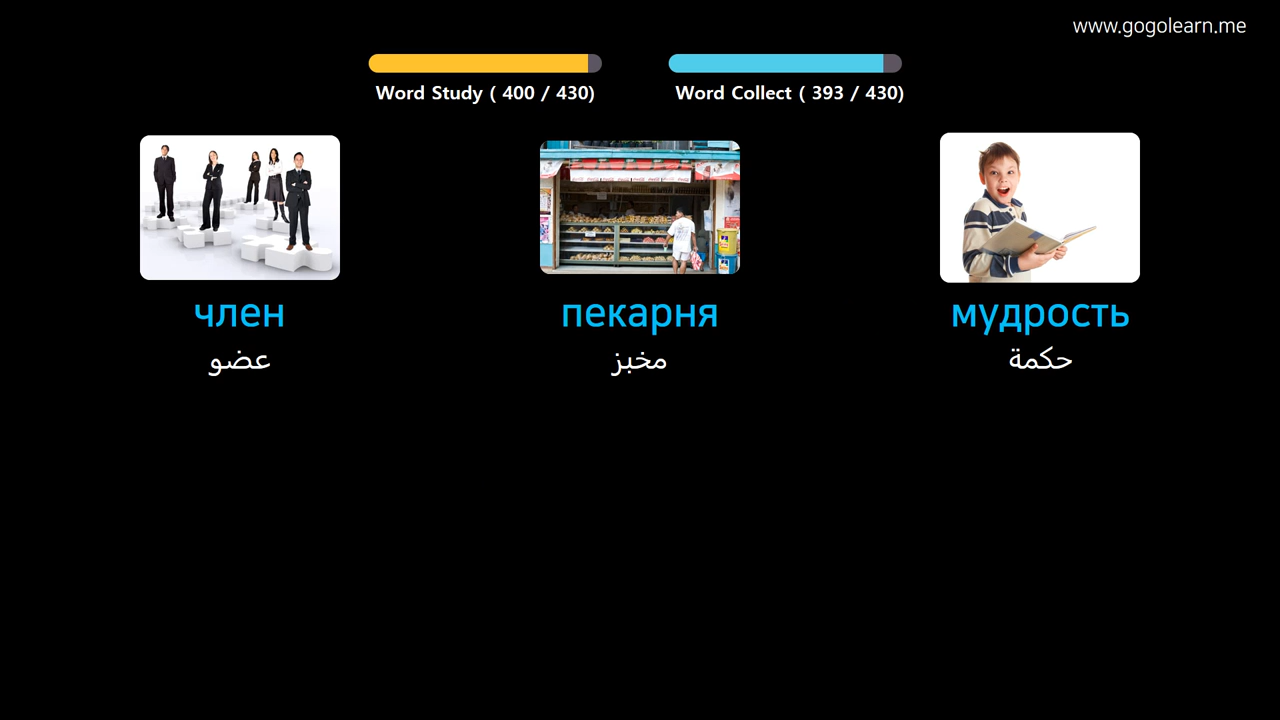 www.gogolearn.me
Word Study ( 400 / 430)
Word Collect ( 393 / 430)
член
عضو
пекарня
مخبز
мудрость
حكمة